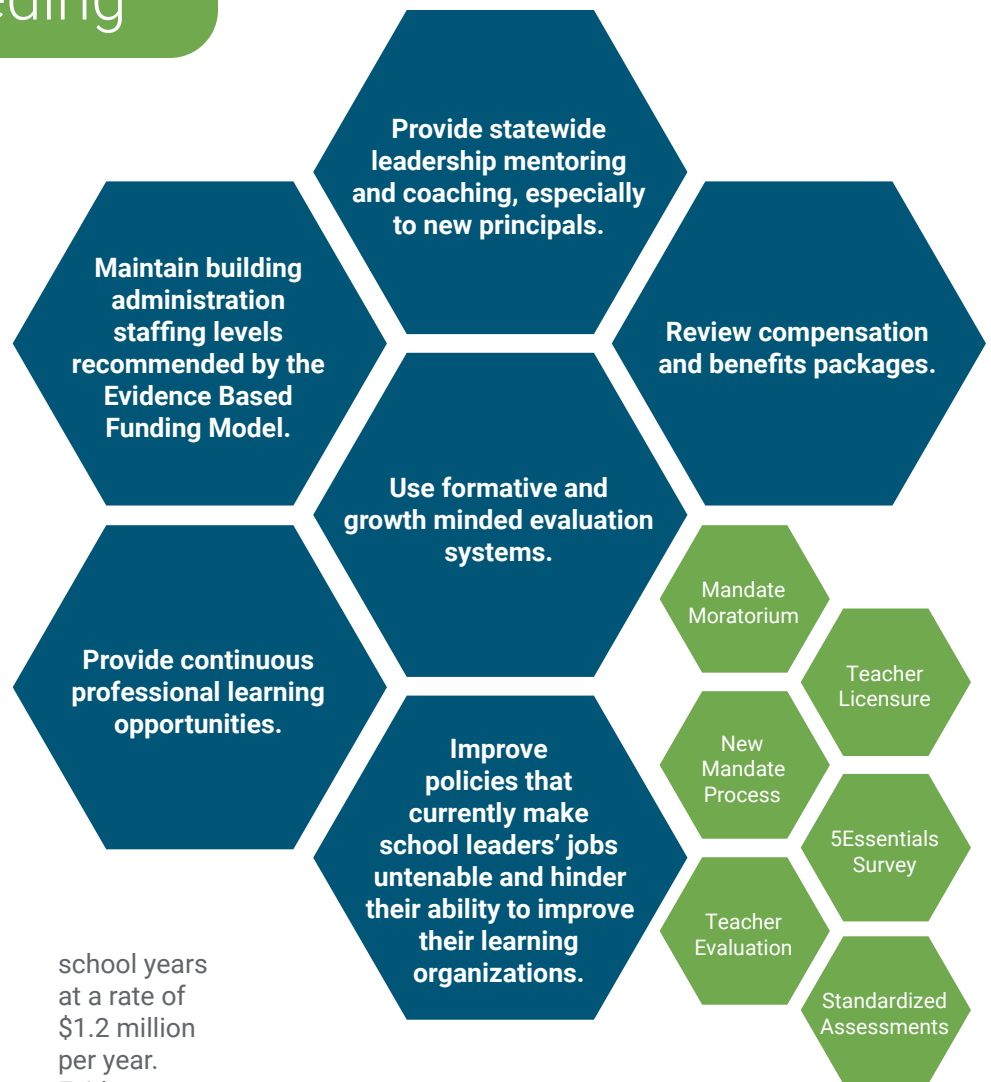 Provide statewide
leadership mentoring
and coaching, especially
to new principals.
Maintain building
administration
staffing levels
recommended by the
Evidence Based
Funding Model.
Review compensation
and benefits packages.
Use formative and
growth minded evaluation
systems.
Provide continuous
professional learning
opportunities.
Improve
policies that
currently make
school leaders’ jobs
untenable and hinder
their ability to improve
their learning
organizations.
Mandate
Moratorium
Teacher
Licensure
New
Mandate
Process
5Essentials
Survey
Teacher
Evaluation
Standardized
Assessments
school years
at a rate of
$1.2 million
per year.